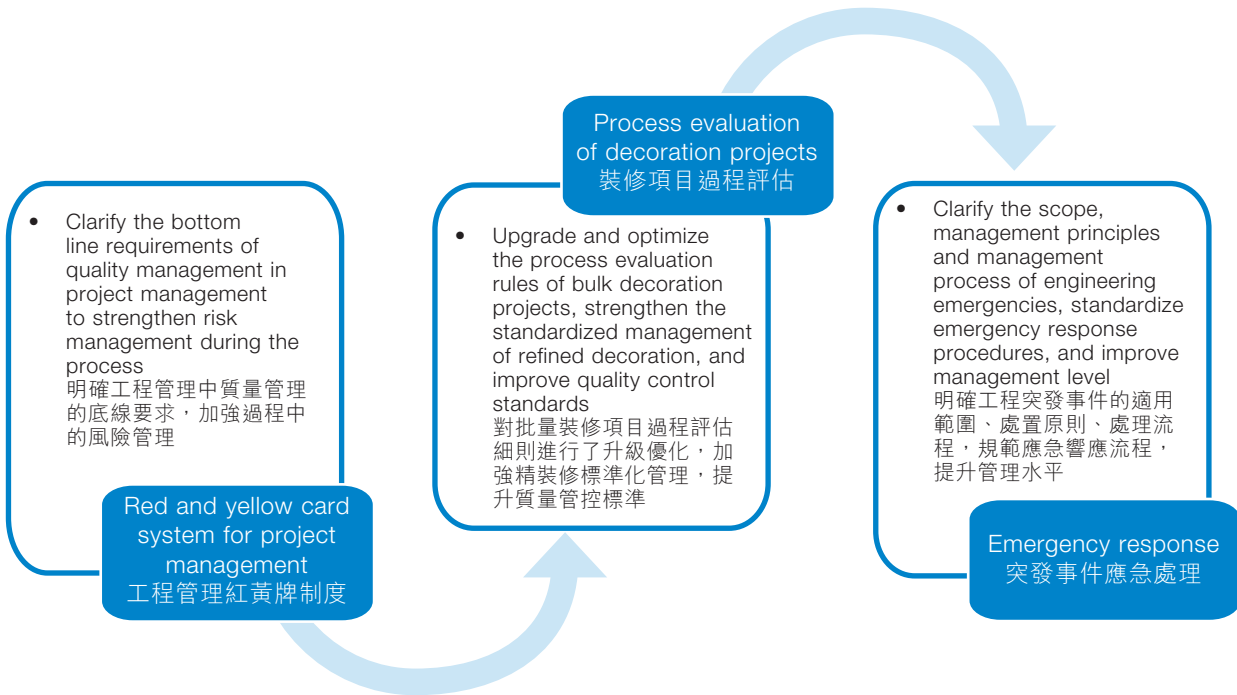 • Clarify the bottom
line requirements of
quality management in
project management
to strengthen risk
management during the
process
明確工程管理中質量管理
的底線要求，加強過程中
的風險管理
Red and yellow card
system for project
management
工程管理紅黃牌制度
Process evaluation
of decoration projects
裝修項目過程評估
• Upgrade and optimize
the process evaluation
rules of bulk decoration
projects, strengthen the
standardized management
of refined decoration, and
improve quality control
standards
對批量裝修項目過程評估
細則進行了升級優化，加
強精裝修標準化管理，提
升質量管控標準
• Clarify the scope,
management principles
and management
process of engineering
emergencies, standardize
emergency response
procedures, and improve
management level
明確工程突發事件的適用
範圍、處置原則、處理流
程，規範應急響應流程，
提升管理水平
Emergency response
突發事件應急處理